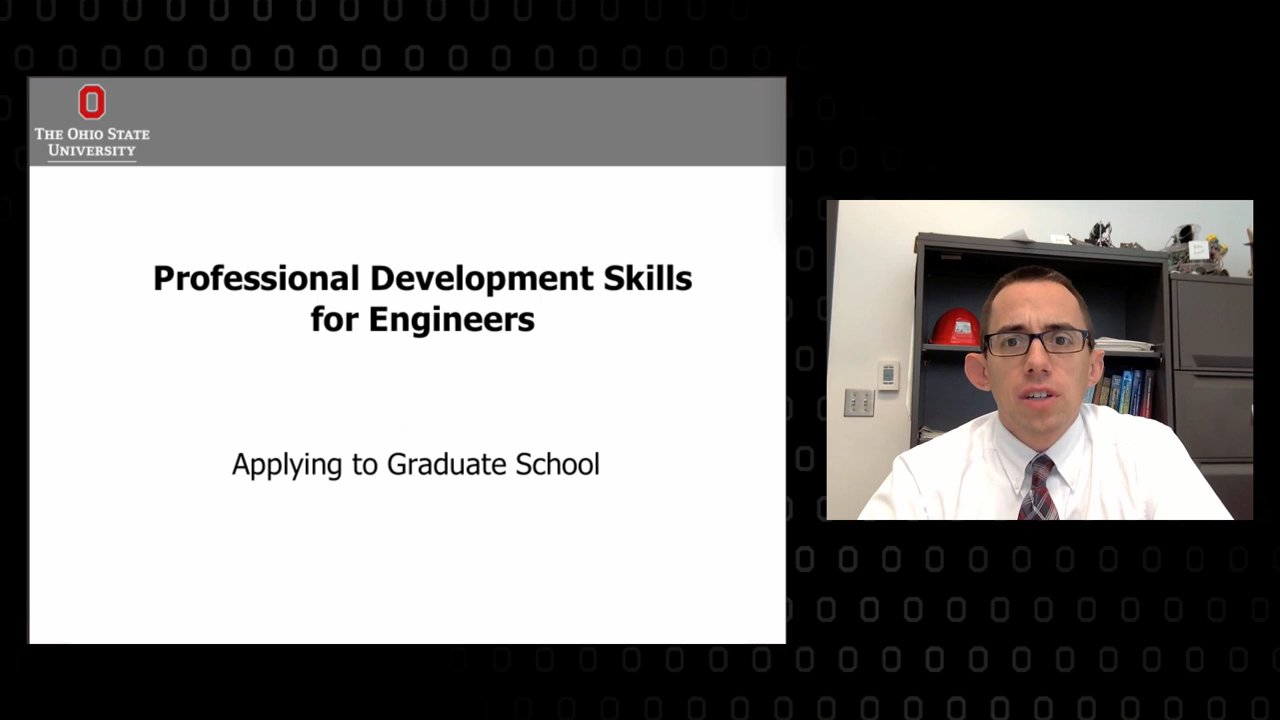 THE OHIO STATE
UNIVERSITY
Professional Development Skills
for Engineers
Applying to Graduate School